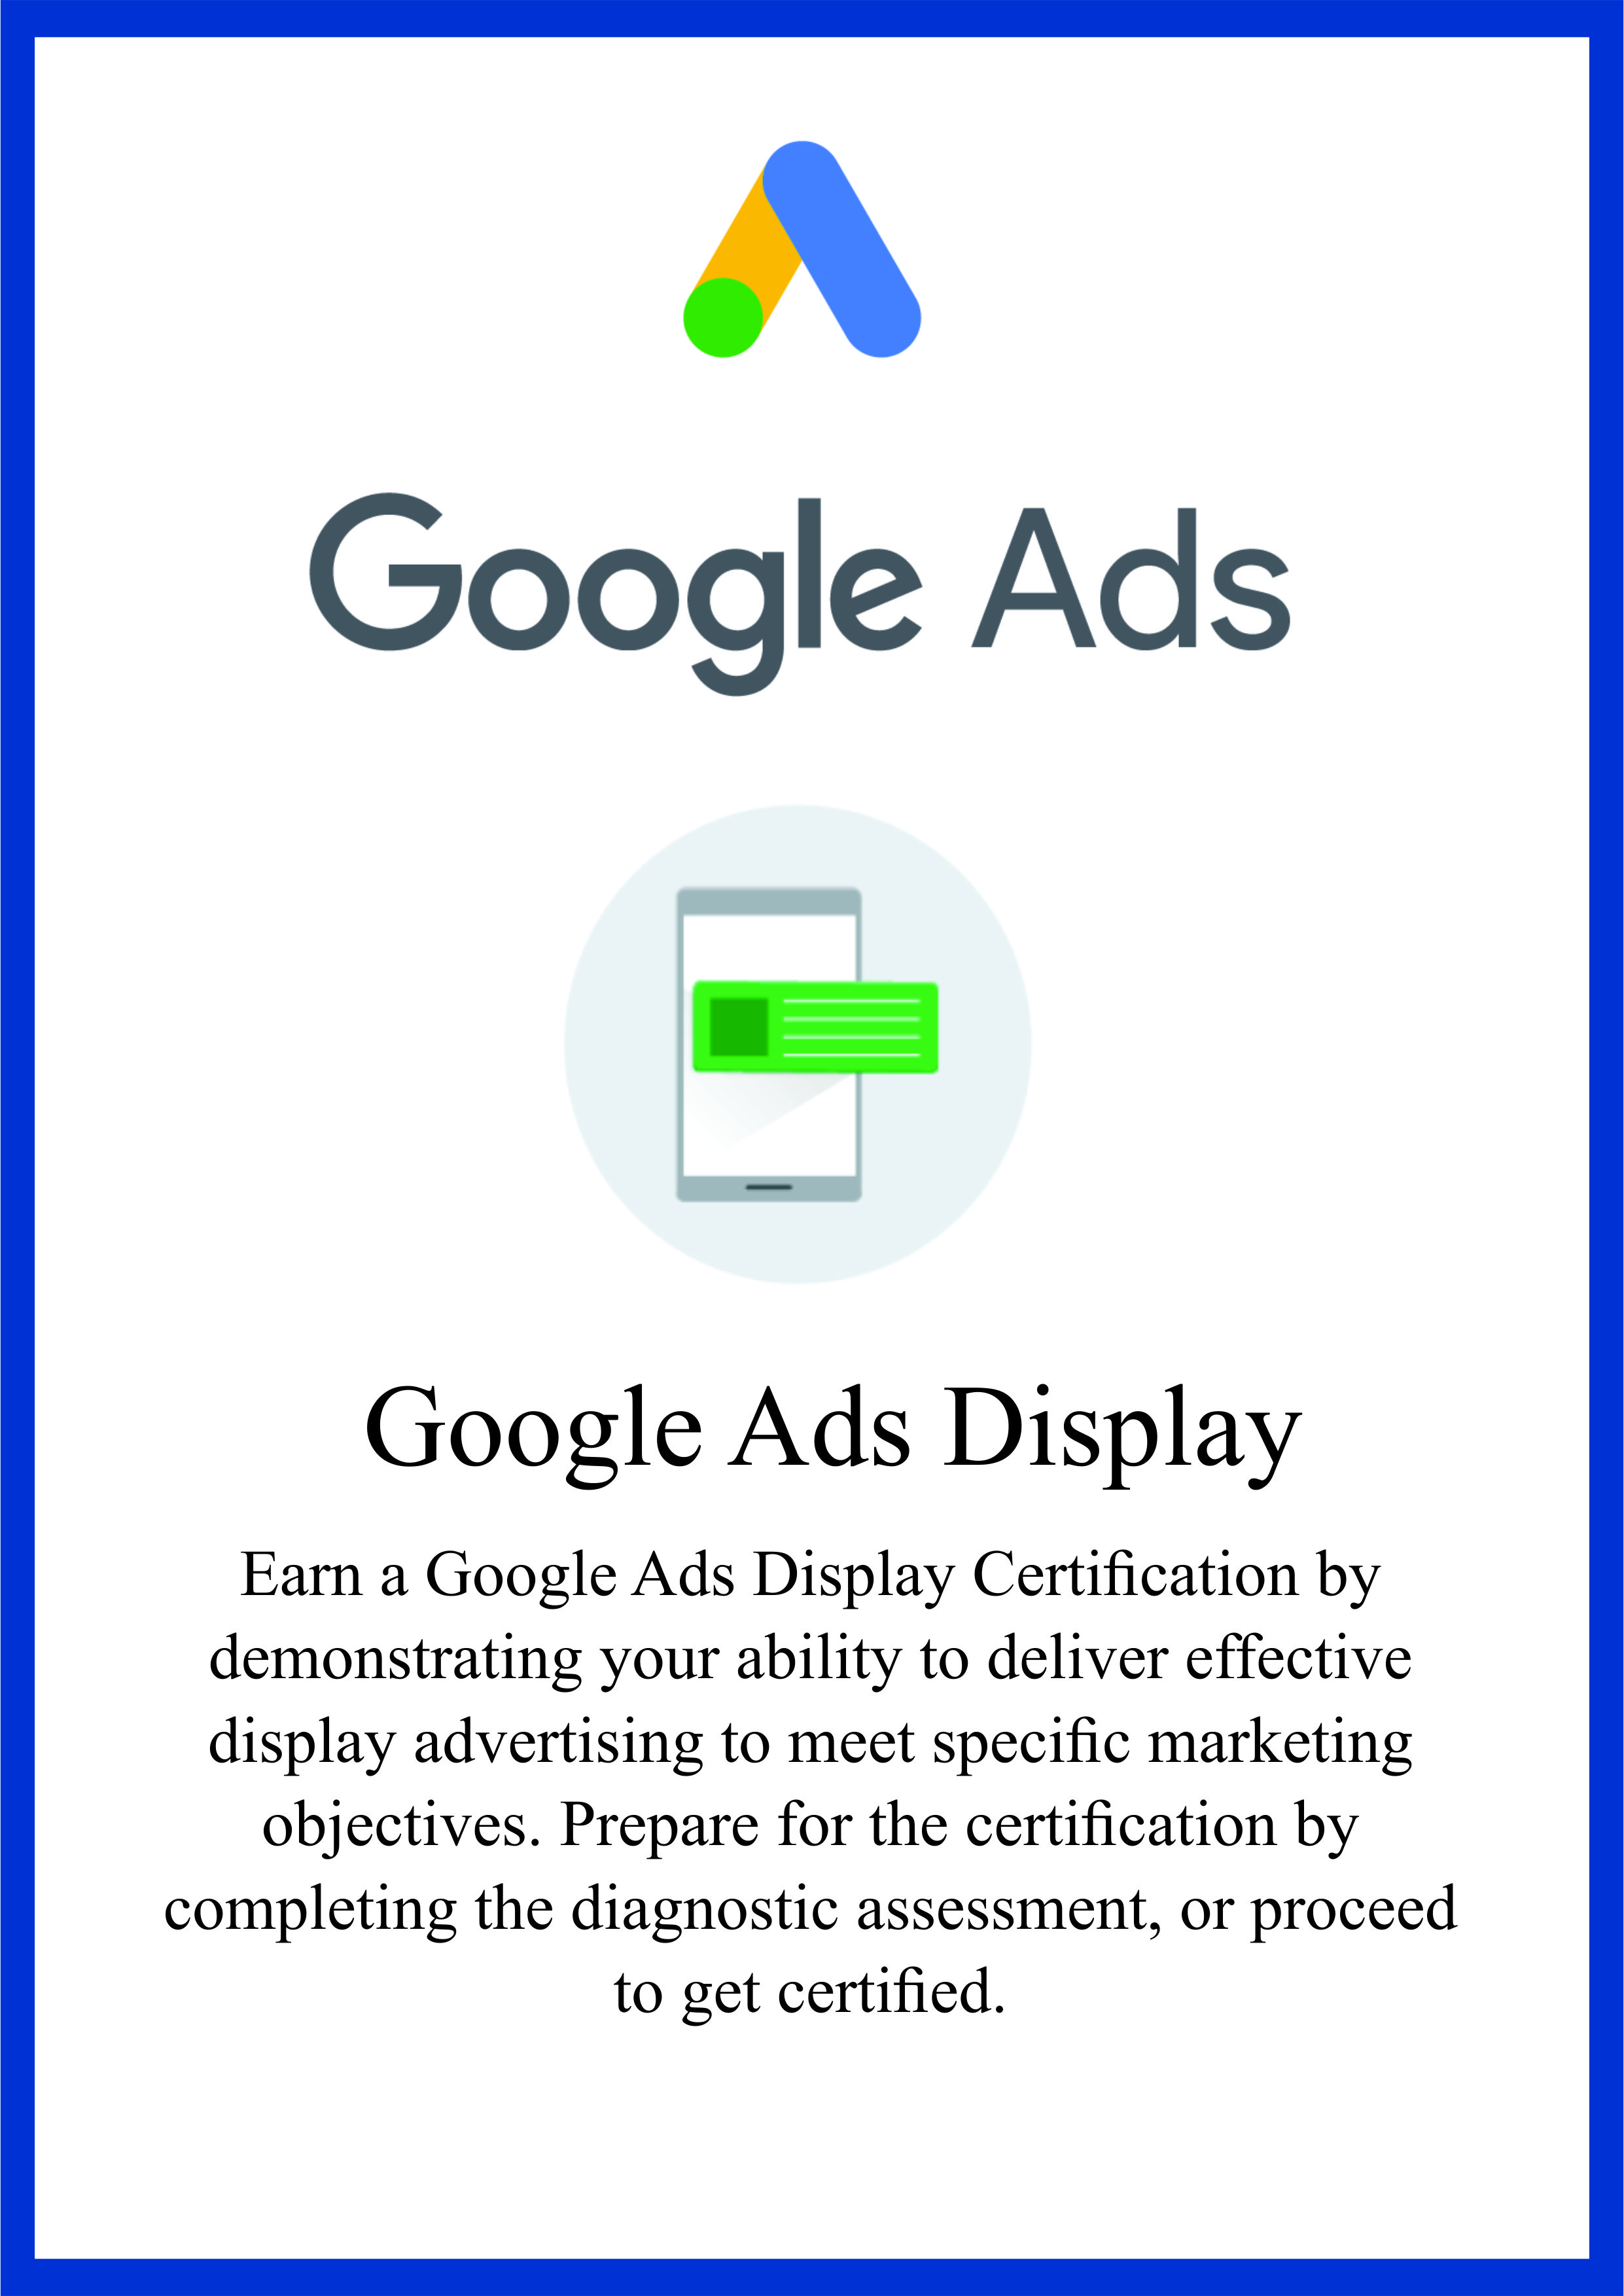 Google Ads
Google Ads Display
Earn a Google Ads Display Certification by
demonstrating your ability to deliver effective
display advertising to meet specific marketing
objectives. Prepare for the certification by
completing the diagnostic assessment, or proceed
to get certified.